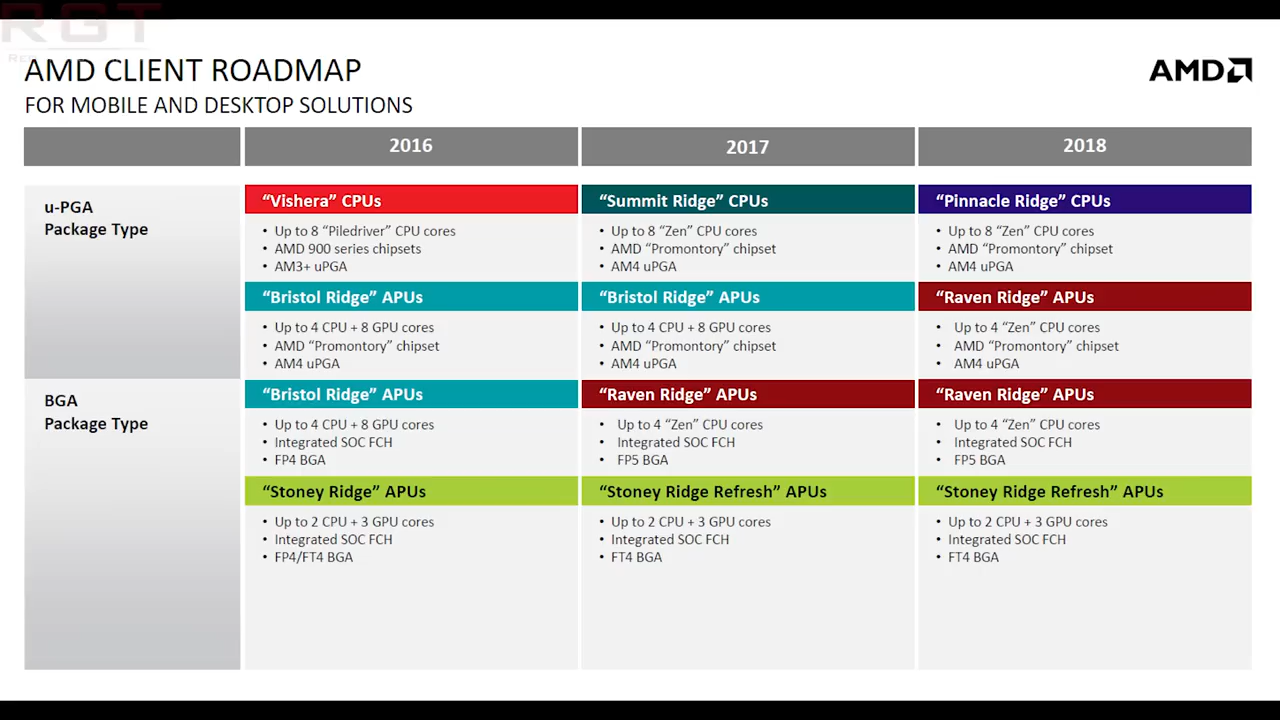 RGT
AMD CLIENT ROADMAP
AMD
FOR MOBILE AND DESKTOP SOLUTIONS
2016
2017
2018
u-PGA
Package Type
“Vishera” CPUs
• Up to 8 “Piledriver” CPU cores
• AMD 900 series chipsets
• AM3+ uPGA
“Summit Ridge” CPUs
• Up to 8 “Zen” CPU cores
• AMD “Promontory” chipset
• AM4 uPGA
“Pinnacle Ridge” CPUs
• Up to 8 “Zen” CPU cores
• AMD “Promontory” chipset
• AM4 uPGA
“Bristol Ridge” APUs
• Up to 4 CPU + 8 GPU cores
• AMD “Promontory” chipset
• AM4 uPGA
“Bristol Ridge” APUs
• Up to 4 CPU + 8 GPU cores
• AMD “Promontory” chipset
• AM4 uPGA
“Raven Ridge” APUs
• Up to 4 “Zen” CPU cores
• AMD “Promontory” chipset
• AM4 uPGA
BGA
Package Type
“Bristol Ridge” APUs
• Up to 4 CPU + 8 GPU cores
• Integrated SOC FCH
• FP4 BGA
“Raven Ridge” APUs
• Up to 4 “Zen” CPU cores
• Integrated SOC FCH
• FP5 BGA
“Raven Ridge” APUs
• Up to 4 “Zen” CPU cores
• Integrated SOC FCH
• FP5 BGA
“Stoney Ridge” APUs
• Up to 2 CPU + 3 GPU cores
• Integrated SOC FCH
• FP4/FT4 BGA
“Stoney Ridge Refresh” APUs
• Up to 2 CPU + 3 GPU cores
• Integrated SOC FCH
• FT4 BGA
“Stoney Ridge Refresh” APUs
• Up to 2 CPU + 3 GPU cores
• Integrated SOC FCH
• FT4 BGA